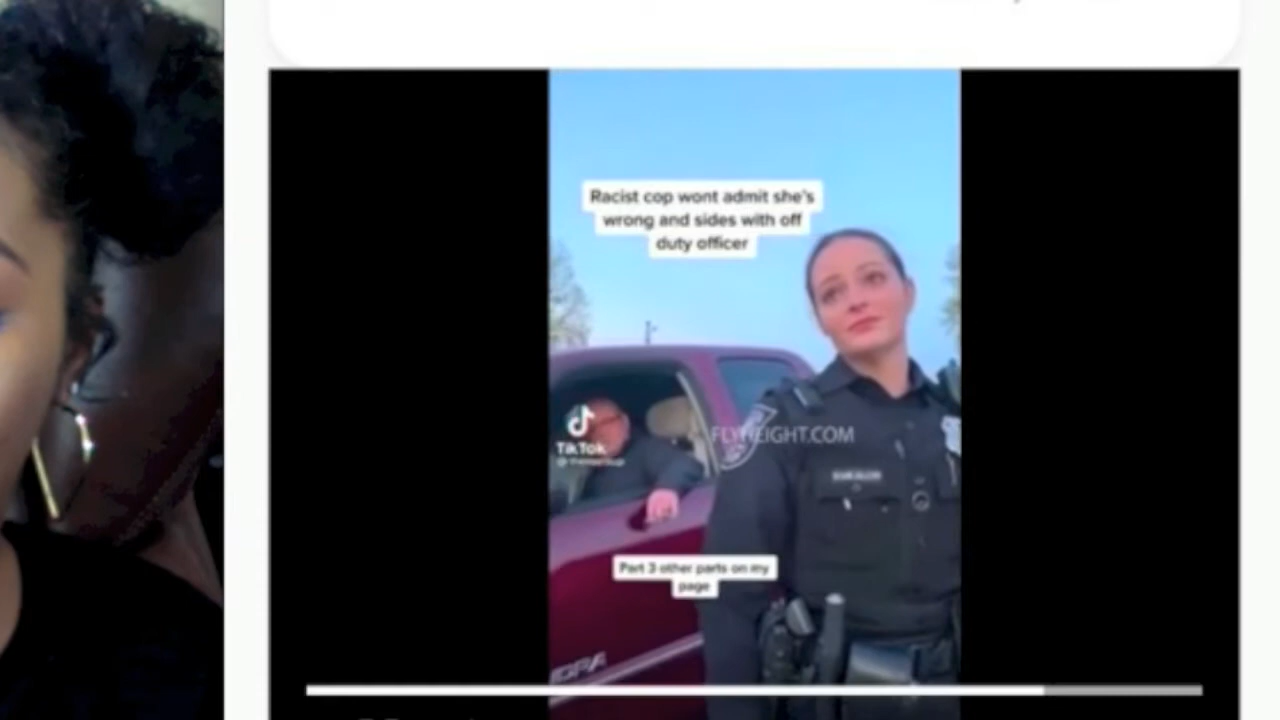 Racist cop wont admit she's
wrong and sides with off
duty officer
TikTok
FLYHEIGHT.COM
Part 3 other parts on my
page